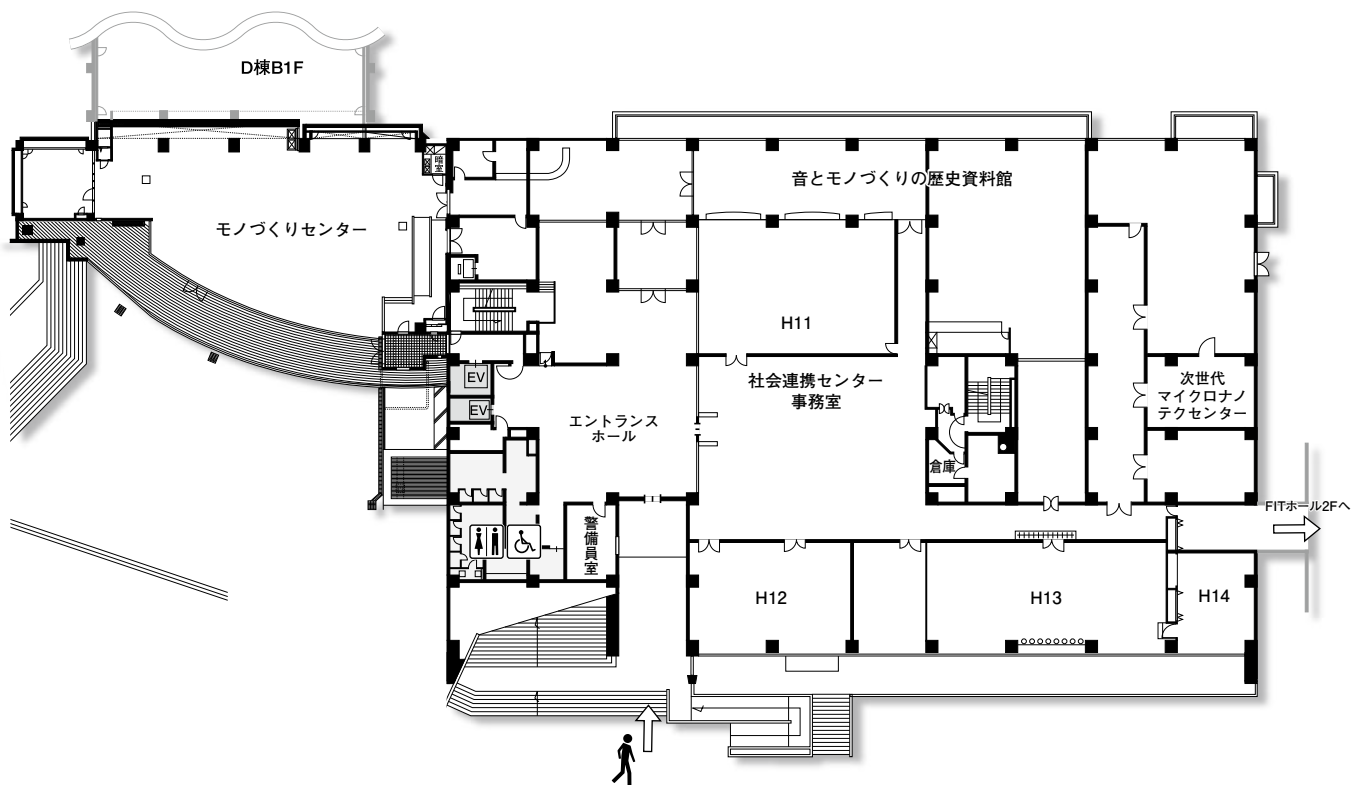 D棟B1F
暗室
音とモノづくりの歴史資料館
モノづくりセンター
H11
EV
EV
社会連携センター
事務室
次世代
マイクロナノ
テクセンター
エントランス
ホール
倉庫
FITホール2Fへ
警備員室
H12
H13
H14